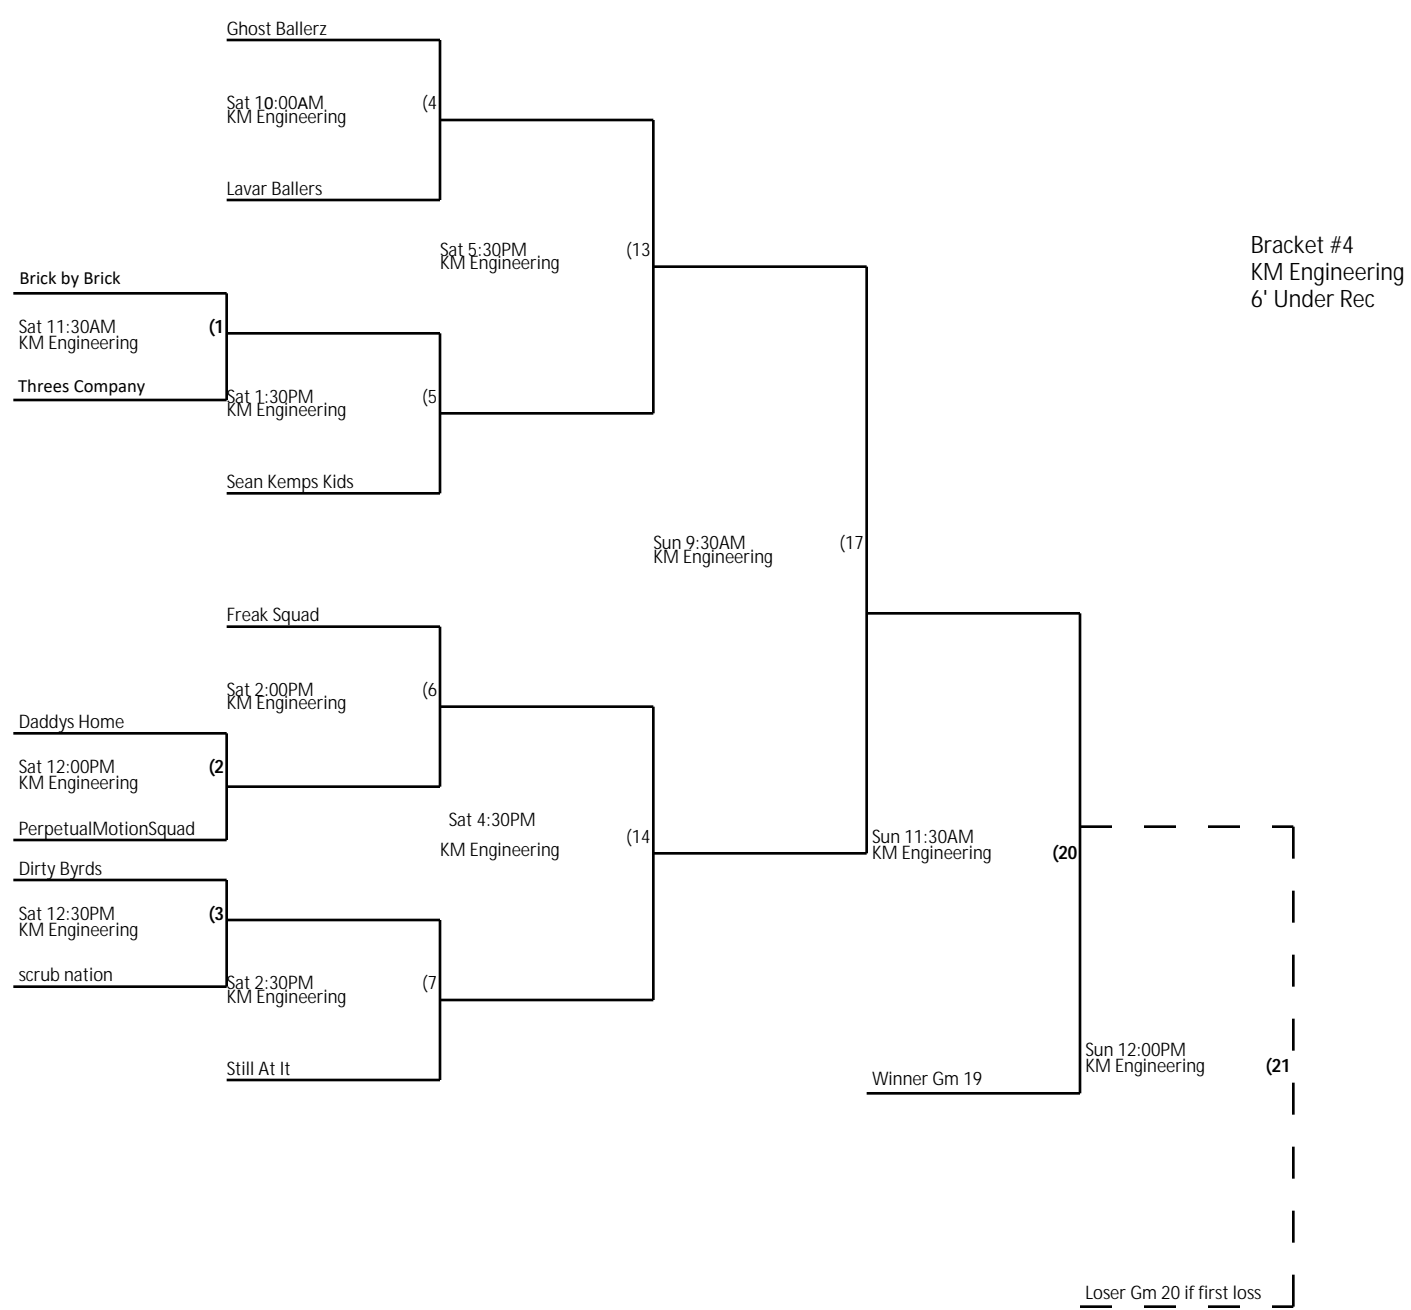 Ghost Ballerz
Sat 10:00AM (4
KM Engineering
Lavar Ballers
Sat 5:30PM (13
KM Engineering
Bracket #4
KM Engineering
6' Under Rec
Brick by Brick
Sat 11:30AM (1
KM Engineering
Threes Company
Sat 1:30PM (5
KM Engineering
Sean Kemps Kids
Sun 9:30AM (17
KM Engineering
Freak Squad
Sat 2:00PM (6
KM Engineering
Daddys Home
Sat 12:00PM (2
KM Engineering
PerpetualMotionSquad
Sat 4:30PM (14
KM Engineering
Sun 11:30AM (20
KM Engineering
Dirty Byrds
Sat 12:30PM (3
KM Engineering
scrub nation
Sat 2:30PM (7
KM Engineering
Still At It
Sun 12:00PM (21
KM Engineering
Winner Gm 19
Loser Gm 20 if first loss